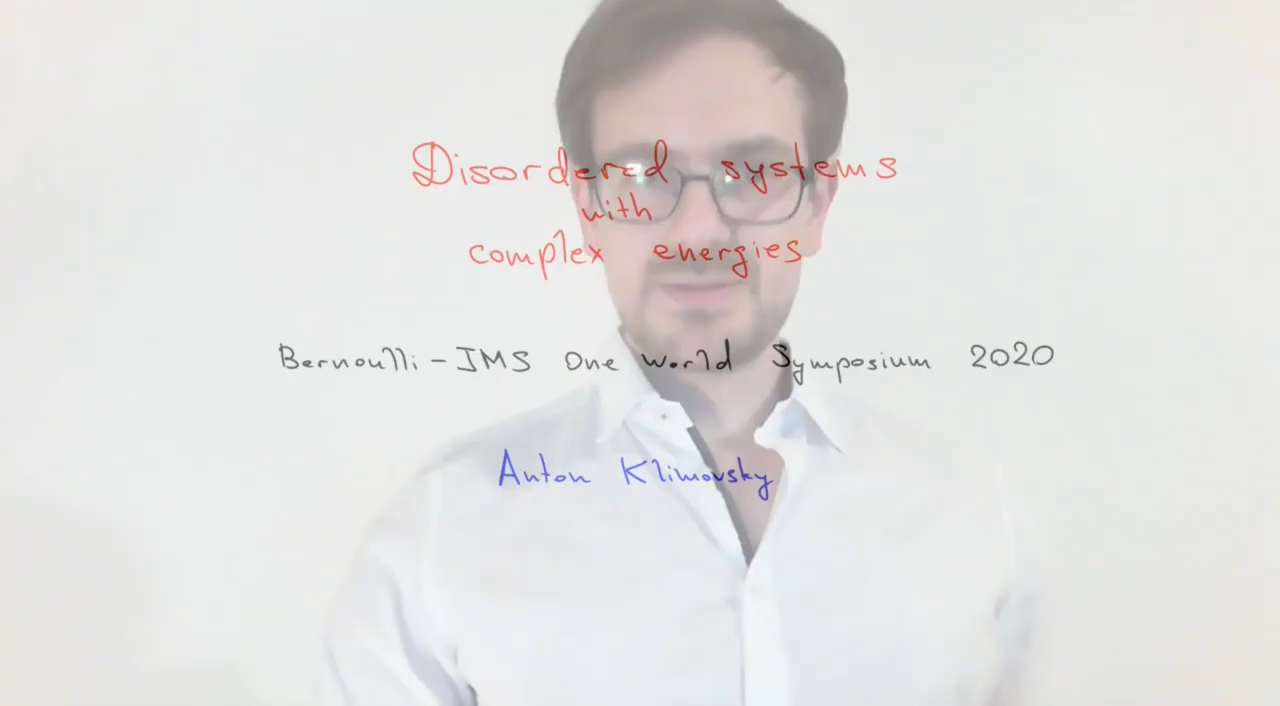 Disordered systems
with
complex energies
Bernoulli-IMS One World Symposium 2020
Anton Klimovsky